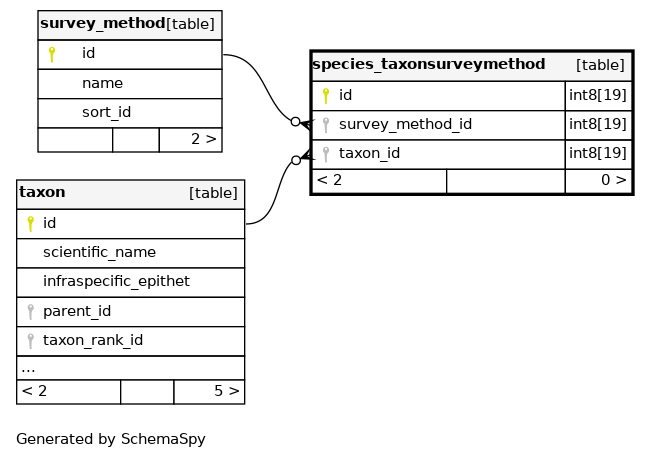 survey_method [table]
id
name
sort_id
2 >
species_taxonsurveymethod [table]
id int8[19]
survey_method_id int8[19]
taxon_id int8[19]
< 2 0 >
taxon [table]
id
scientific_name
infraspecific_epithet
parent_id
taxon_rank_id
...
< 2 5 >
Generated by SchemaSpy